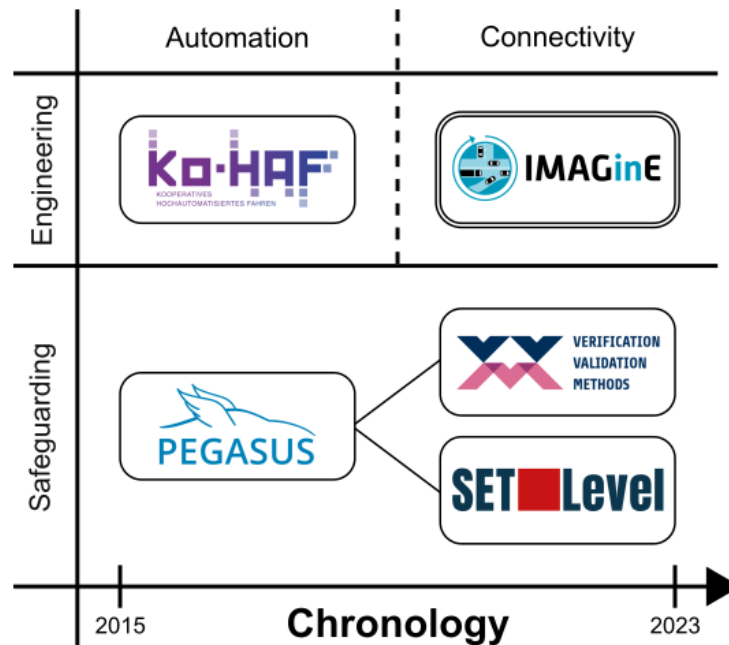 Automation
Connectivity
Engineering
Ko-HAF
KOOPERATIVES
HOCHAUTOMATISIERTES FAHREN
IMAGinE
Safeguarding
PEGASUS
VERIFICATION
VALIDATION
METHODS
SET Level
2015
Chronology
2023